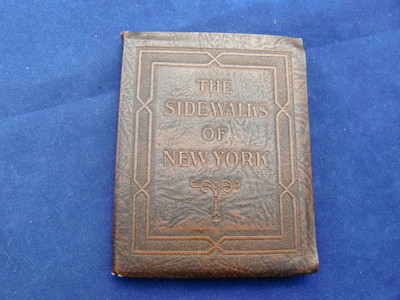 THE
SIDEWALKS
OF
NEW YORK